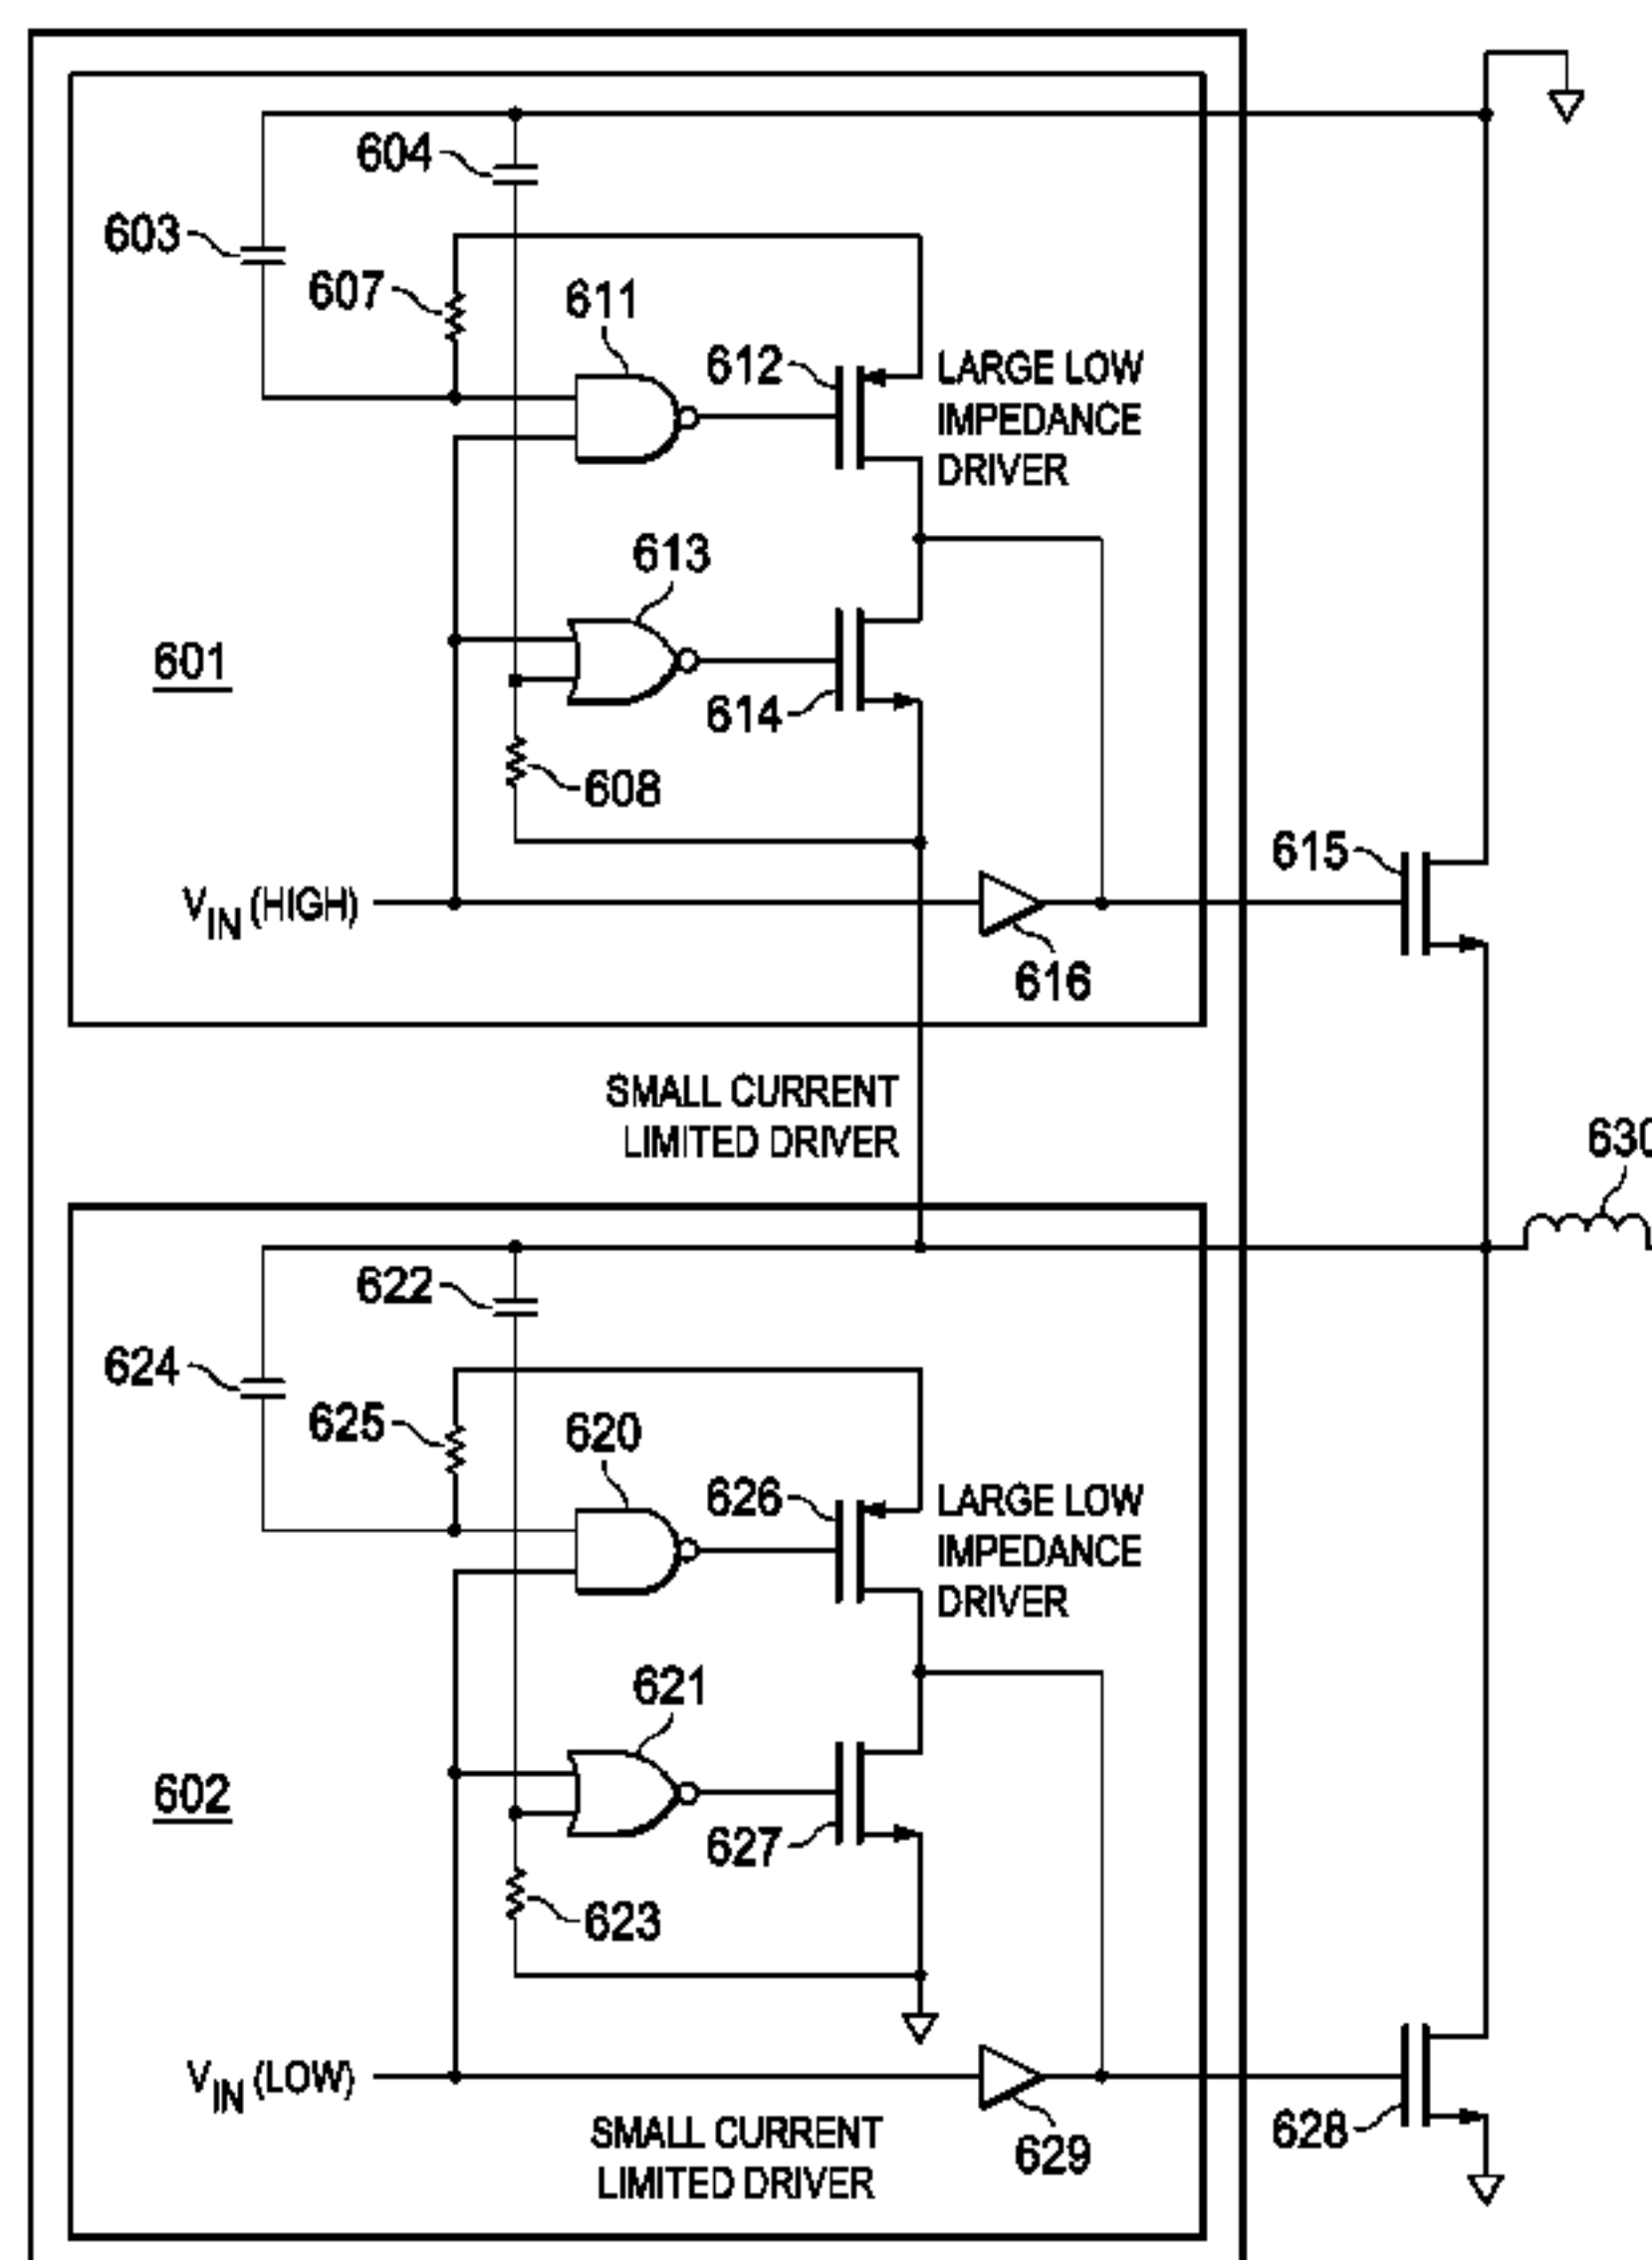 604
603
607
611
612
LARGE LOW
IMPEDANCE
DRIVER
613
601
614
608
615
VIN (HIGH)
616
SMALL CURRENT
LIMITED DRIVER
630
622
624
625
620
626
LARGE LOW
IMPEDANCE
DRIVER
621
602
627
623
VIN (LOW)
628
629
SMALL CURRENT
LIMITED DRIVER